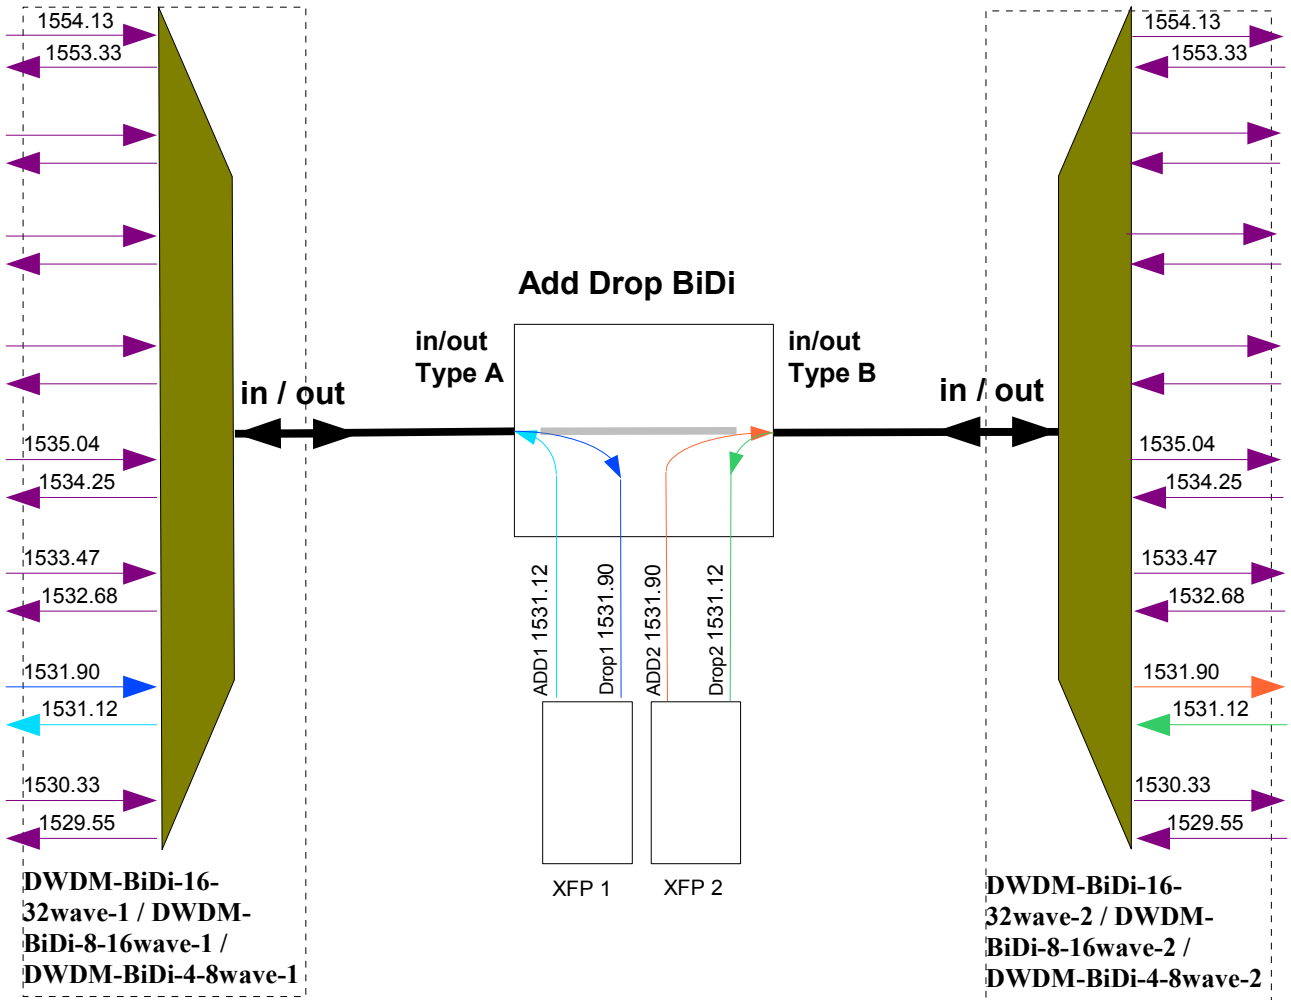 1554.13
1553.33
1535.04
1534.25
1533.47
1532.68
1531.90
1531.12
1530.33
1529.55
DWDM-BiDi-16-
32wave-1 / DWDM-
BiDi-8-16wave-1 /
DWDM-BiDi-4-8wave-1
in / out
Add Drop BiDi
in/out
Type A
in/out
Type B
ADD1 1531.12
Drop1 1531.90
ADD2 1531.90
Drop2 1531.12
XFP 1
XFP 2
in / out
1554.13
1553.33
1535.04
1534.25
1533.47
1532.68
1531.90
1531.12
1530.33
1529.55
DWDM-BiDi-16-
32wave-2 / DWDM-
BiDi-8-16wave-2 /
DWDM-BiDi-4-8wave-2